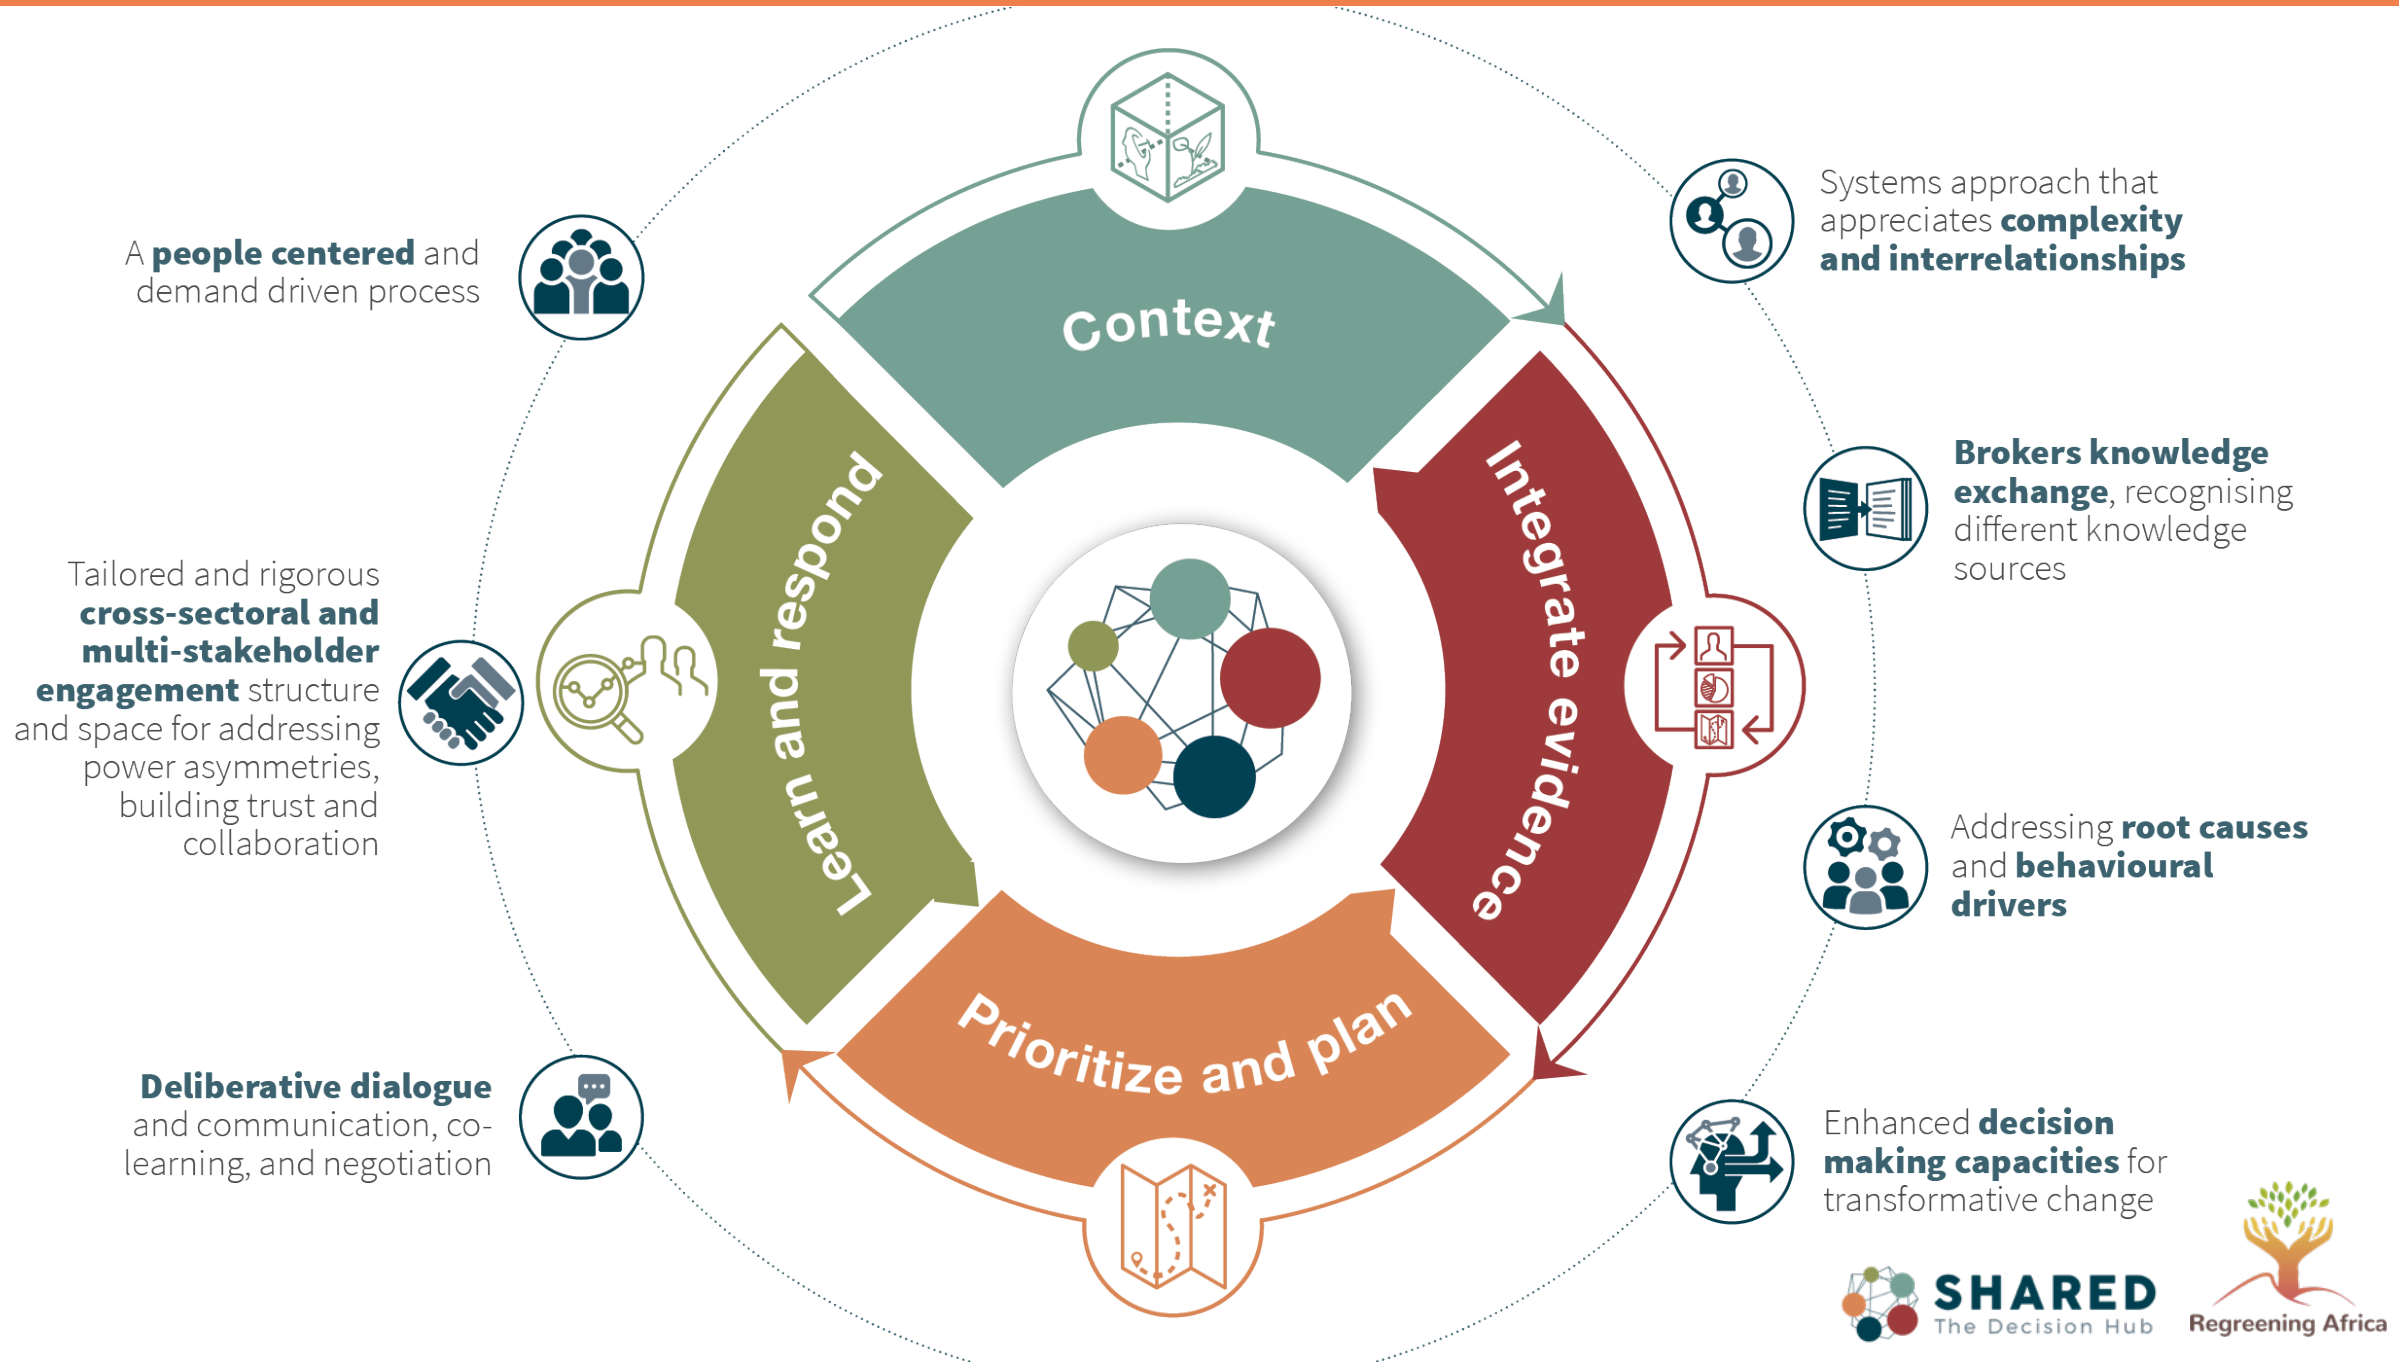 Context
Integrate evidence
Prioritize and plan
Learn and respond
A people centered and
demand driven process
Tailored and rigorous
cross-sectoral and
multi-stakeholder
engagement structure
and space for addressing
power asymmetries,
building trust and
collaboration
Deliberative dialogue
and communication, co-
learning, and negotiation
Systems approach that
appreciates complexity
and interrelationships
Brokers knowledge
exchange, recognising
different knowledge
sources
Addressing root causes
and behavioural
drivers
Enhanced decision
making capacities for
transformative change
SHARED
The Decision Hub
Regreening Africa